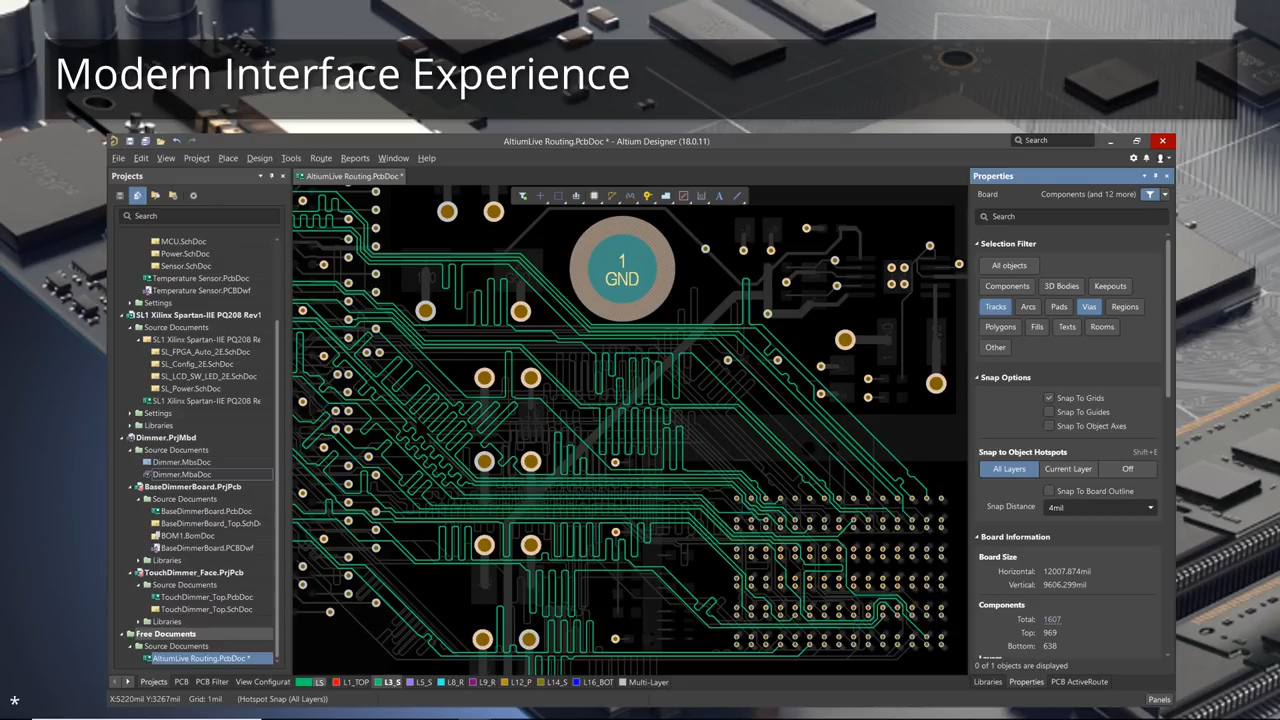 Modern Interface Experience
AltiumLive Routing.PcbDoc * - Altium Designer (18.0.11)
Search
File Edit View Project Place Design Tools Route Reports Window Help
Projects
Search
MCU.SchDoc
Power.SchDoc
Sensor.SchDoc
Temperature Sensor.PcbDoc
Temperature Sensor.PCBDwf
Settings
SL1 Xilinx Spartan-IIE PQ208 Rev1
Source Documents
SL1 Xilinx Spartan-IIE PQ208 Re
SL_FPGA_Auto_2E.SchDoc
SL_Config_2E.SchDoc
SL_LCD_SW_LED_2E.SchDoc
SL_Power.SchDoc
SL1 Xilinx Spartan-IIE PQ208 Re
Settings
Libraries
Dimmer.PrjMbd
Source Documents
Dimmer.MbsDoc
Dimmer.MbaDoc
BaseDimmerBoard.PrjPcb
Source Documents
BaseDimmerBoard.PcbDoc
BaseDimmerBoard_Top.SchD
BOM1.BomDoc
BaseDimmerBoard.PCBDwf
Libraries
TouchDimmer_Face.PrjPcb
Source Documents
TouchDimmer_Top.PcbDoc
TouchDimmer_Top.SchDoc
Libraries
Free Documents
Source Documents
AltiumLive Routing.PcbDoc *
Projects PCB PCB Filter View Configurat
AltiumLive Routing.PcbDoc *
A
1
GND
LS L1_TOP L3_S L5_S L8_R L9_R L12_P L14_S L16_BOT Multi-Layer
Properties
Board Components (and 12 more)
Search
Selection Filter
All objects
Components 3D Bodies Keepouts
Tracks Arcs Pads Vias Regions
Polygons Fills Texts Rooms
Other
Snap Options
Snap To Grids
Snap To Guides
Snap To Object Axes
Snap to Object Hotspots Shift+E
All Layers Current Layer Off
Snap To Board Outline
Snap Distance 4mil
Board Information
Board Size
Horizontal: 12007.874mil
Vertical: 9606.299mil
Components
Total: 1607
Top: 969
Bottom: 638
0 of 1 objects are displayed
Libraries Properties PCB ActiveRoute
X:5220mil Y:3267mil Grid: 1mil (Hotspot Snap (All Layers))
Panels
*